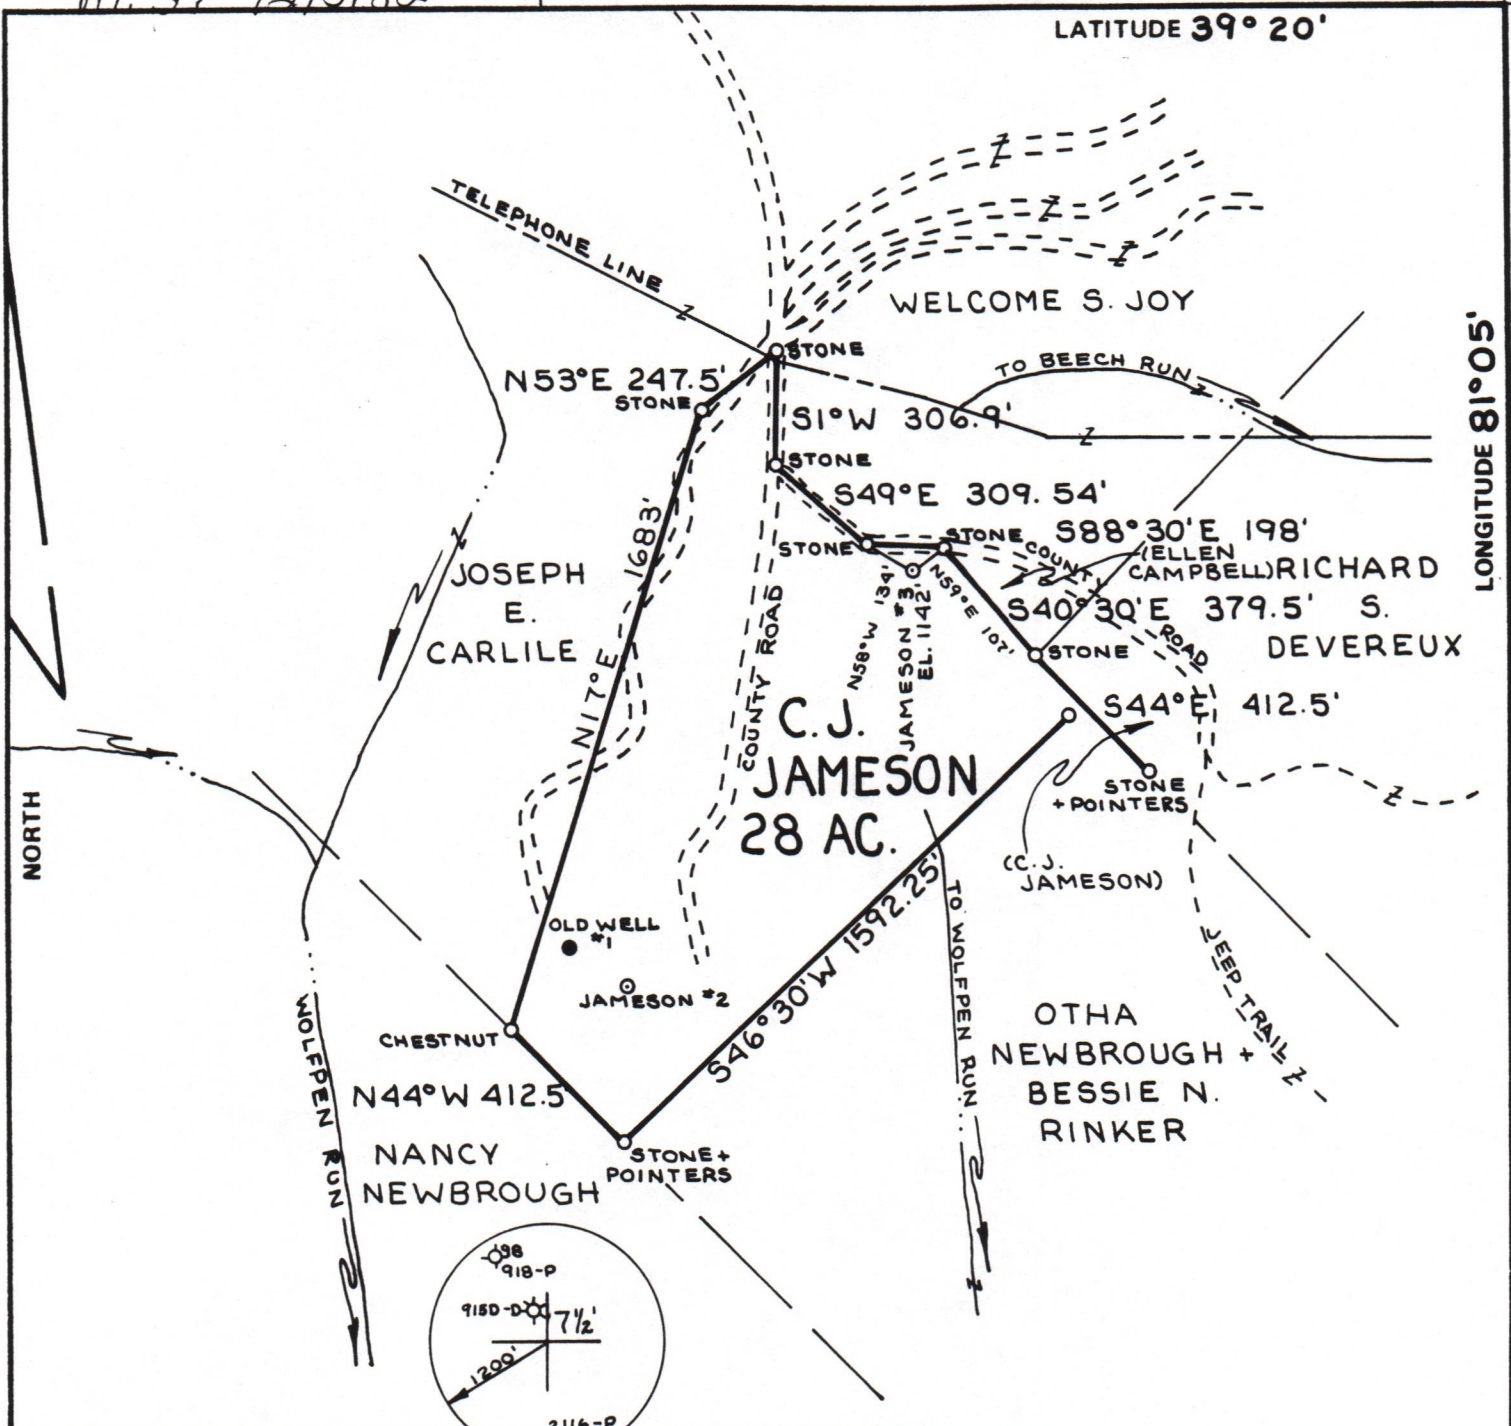 LATITUDE 39° 20'
TELEPHONE LINE
WELCOME S. JOY
LONGITUDE 81° 05'
STONE
TO BEECH RUN
N53°E 247.5'
STONE
S1°W 306.9'
STONE
S49°E 309.54'
STONE
STONE
S88°30'E 198'
COUNTY ROAD
(ELLEN
CAMPBELL)
RICHARD
S.
DEVEREUX
S40°30'E 379.5'
STONE
JOSEPH
E.
CARLILE
N17°E 1683'
COUNTY ROAD
N58°W 134'
JAMESON #3
EL. 1142'
N59°E 107'
S44°E 412.5'
C.J.
JAMESON
28 AC.
STONE
+ POINTERS
(C.J.
JAMESON)
NORTH
OLD WELL
#1
JAMESON #2
S46°30'W 1592.25'
TO WOLFPEN RUN
JEEP TRAIL
CHESTNUT
WOLFPEN RUN
N44°W 412.5'
OTHA
NEWBROUGH +
BESSIE N.
RINKER
STONE +
POINTERS
NANCY
NEWBROUGH
98
918-P
915D-D
7½'
1200'
2116-P